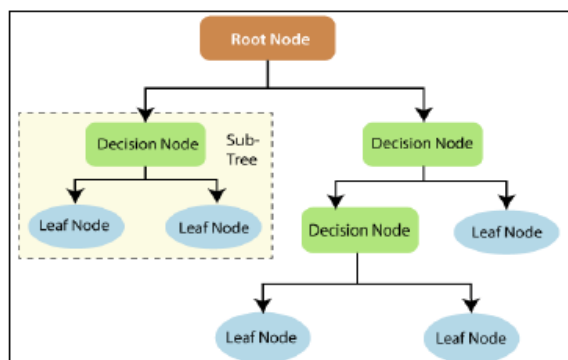 Root Node
Decision Node
Sub-
Tree
Decision Node
Leaf Node
Leaf Node
Decision Node
Leaf Node
Leaf Node
Leaf Node